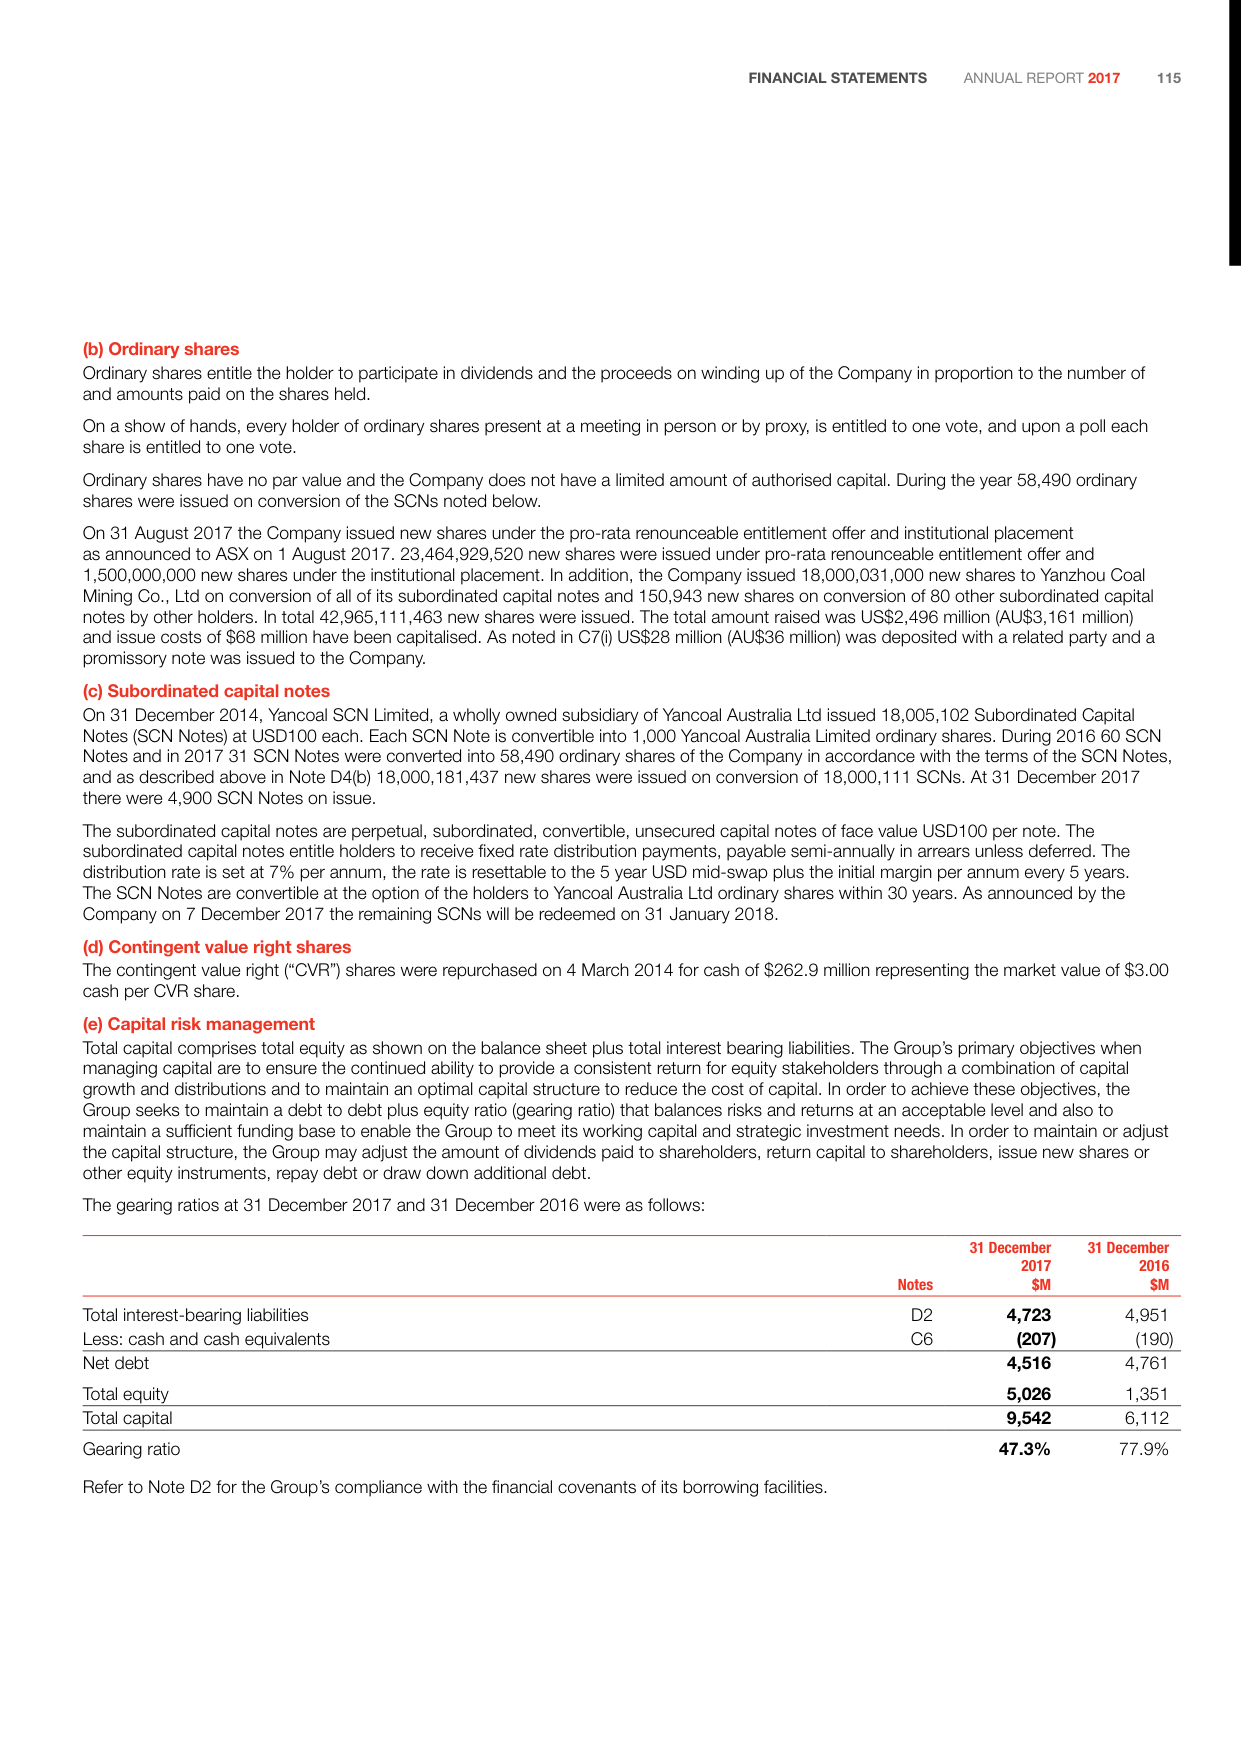 FINANCIAL STATEMENTS ANNUAL REPORT 2017 115
(b) Ordinary shares
Ordinary shares entitle the holder to participate in dividends and the proceeds on winding up of the Company in proportion to the number of
and amounts paid on the shares held.
On a show of hands, every holder of ordinary shares present at a meeting in person or by proxy, is entitled to one vote, and upon a poll each
share is entitled to one vote.
Ordinary shares have no par value and the Company does not have a limited amount of authorised capital. During the year 58,490 ordinary
shares were issued on conversion of the SCNs noted below.
On 31 August 2017 the Company issued new shares under the pro-rata renounceable entitlement offer and institutional placement
as announced to ASX on 1 August 2017. 23,464,929,520 new shares were issued under pro-rata renounceable entitlement offer and
1,500,000,000 new shares under the institutional placement. In addition, the Company issued 18,000,031,000 new shares to Yanzhou Coal
Mining Co., Ltd on conversion of all of its subordinated capital notes and 150,943 new shares on conversion of 80 other subordinated capital
notes by other holders. In total 42,965,111,463 new shares were issued. The total amount raised was US$2,496 million (AU$3,161 million)
and issue costs of $68 million have been capitalised. As noted in C7(i) US$28 million (AU$36 million) was deposited with a related party and a
promissory note was issued to the Company.
(c) Subordinated capital notes
On 31 December 2014, Yancoal SCN Limited, a wholly owned subsidiary of Yancoal Australia Ltd issued 18,005,102 Subordinated Capital
Notes (SCN Notes) at USD100 each. Each SCN Note is convertible into 1,000 Yancoal Australia Limited ordinary shares. During 2016 60 SCN
Notes and in 2017 31 SCN Notes were converted into 58,490 ordinary shares of the Company in accordance with the terms of the SCN Notes,
and as described above in Note D4(b) 18,000,181,437 new shares were issued on conversion of 18,000,111 SCNs. At 31 December 2017
there were 4,900 SCN Notes on issue.
The subordinated capital notes are perpetual, subordinated, convertible, unsecured capital notes of face value USD100 per note. The
subordinated capital notes entitle holders to receive fixed rate distribution payments, payable semi-annually in arrears unless deferred. The
distribution rate is set at 7% per annum, the rate is resettable to the 5 year USD mid-swap plus the initial margin per annum every 5 years.
The SCN Notes are convertible at the option of the holders to Yancoal Australia Ltd ordinary shares within 30 years. As announced by the
Company on 7 December 2017 the remaining SCNs will be redeemed on 31 January 2018.
(d) Contingent value right shares
The contingent value right (“CVR”) shares were repurchased on 4 March 2014 for cash of $262.9 million representing the market value of $3.00
cash per CVR share.
(e) Capital risk management
Total capital comprises total equity as shown on the balance sheet plus total interest bearing liabilities. The Group’s primary objectives when
managing capital are to ensure the continued ability to provide a consistent return for equity stakeholders through a combination of capital
growth and distributions and to maintain an optimal capital structure to reduce the cost of capital. In order to achieve these objectives, the
Group seeks to maintain a debt to debt plus equity ratio (gearing ratio) that balances risks and returns at an acceptable level and also to
maintain a sufficient funding base to enable the Group to meet its working capital and strategic investment needs. In order to maintain or adjust
the capital structure, the Group may adjust the amount of dividends paid to shareholders, return capital to shareholders, issue new shares or
other equity instruments, repay debt or draw down additional debt.
The gearing ratios at 31 December 2017 and 31 December 2016 were as follows:
31 December 31 December
2017 2016
Notes $M $M
Total interest-bearing liabilities D2 4,723 4,951
Less: cash and cash equivalents C6 (207) (190)
Net debt 4,516 4,761
Total equity 5,026 1,351
Total capital 9,542 6,112
Gearing ratio 47.3% 77.9%
Refer to Note D2 for the Group’s compliance with the financial covenants of its borrowing facilities.